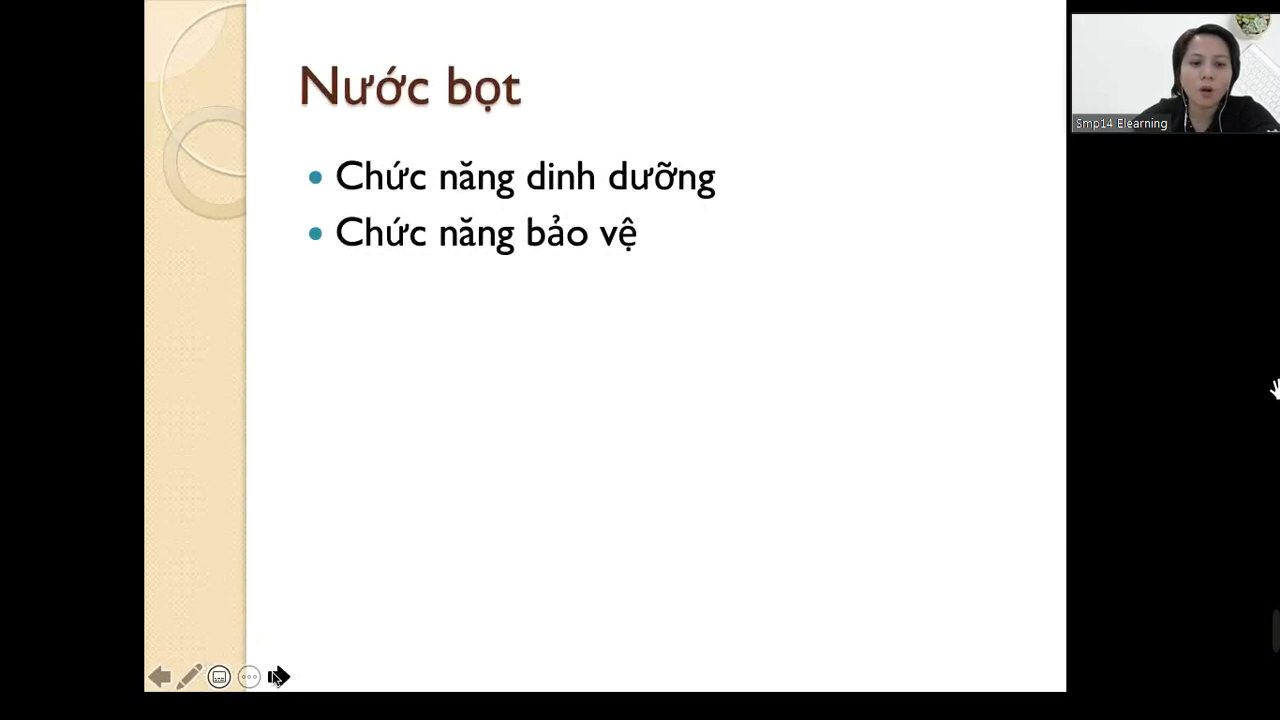 Nước bọt
Chức năng dinh dưỡng
Chức năng bảo vệ
Smp14 Elearning